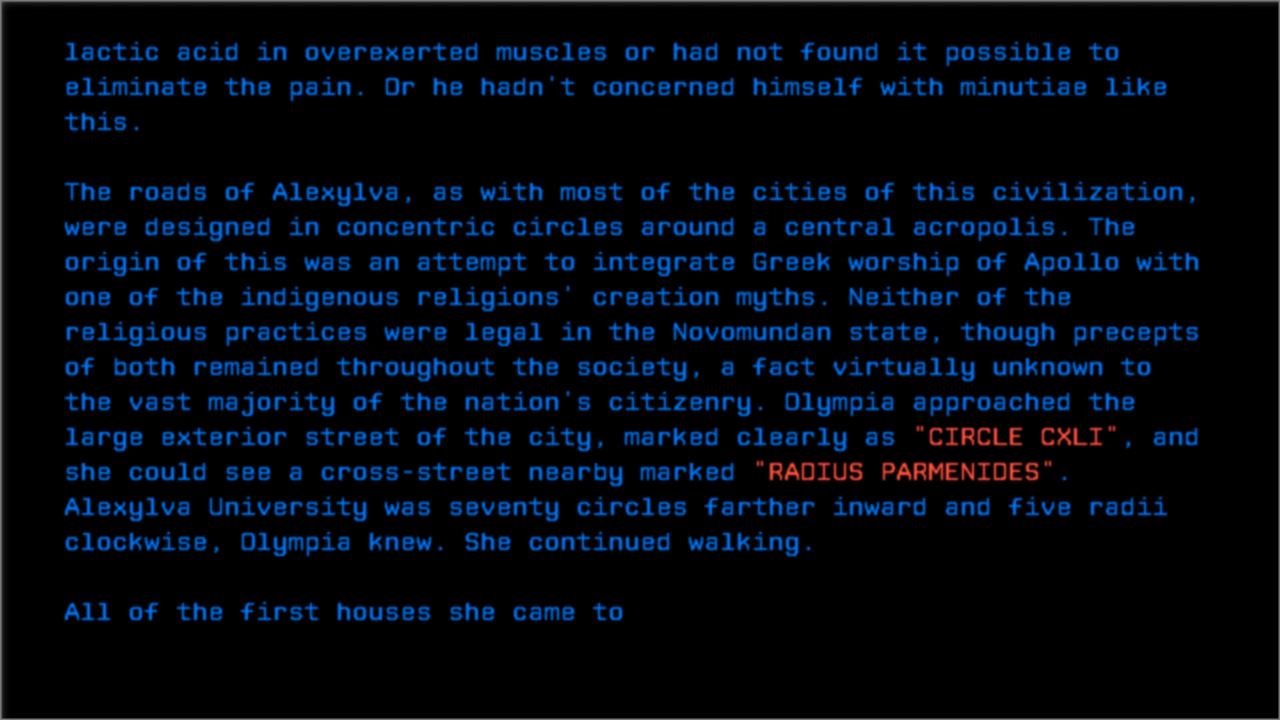 lactic acid in overexerted muscles or had not found it possible to
eliminate the pain. Or he hadn't concerned himself with minutiae like
this.
The roads of Alexylva, as with most of the cities of this civilization,
were designed in concentric circles around a central acropolis. The
origin of this was an attempt to integrate Greek worship of Apollo with
one of the indigenous religions' creation myths. Neither of the
religious practices were legal in the Novomundan state, though precepts
of both remained throughout the society, a fact virtually unknown to
the vast majority of the nation's citizenry. Olympia approached the
large exterior street of the city, marked clearly as "CIRCLE CXLI", and
she could see a cross-street nearby marked "RADIUS PARMENIDES".
Alexylva University was seventy circles farther inward and five radii
clockwise, Olympia knew. She continued walking.
All of the first houses she came to